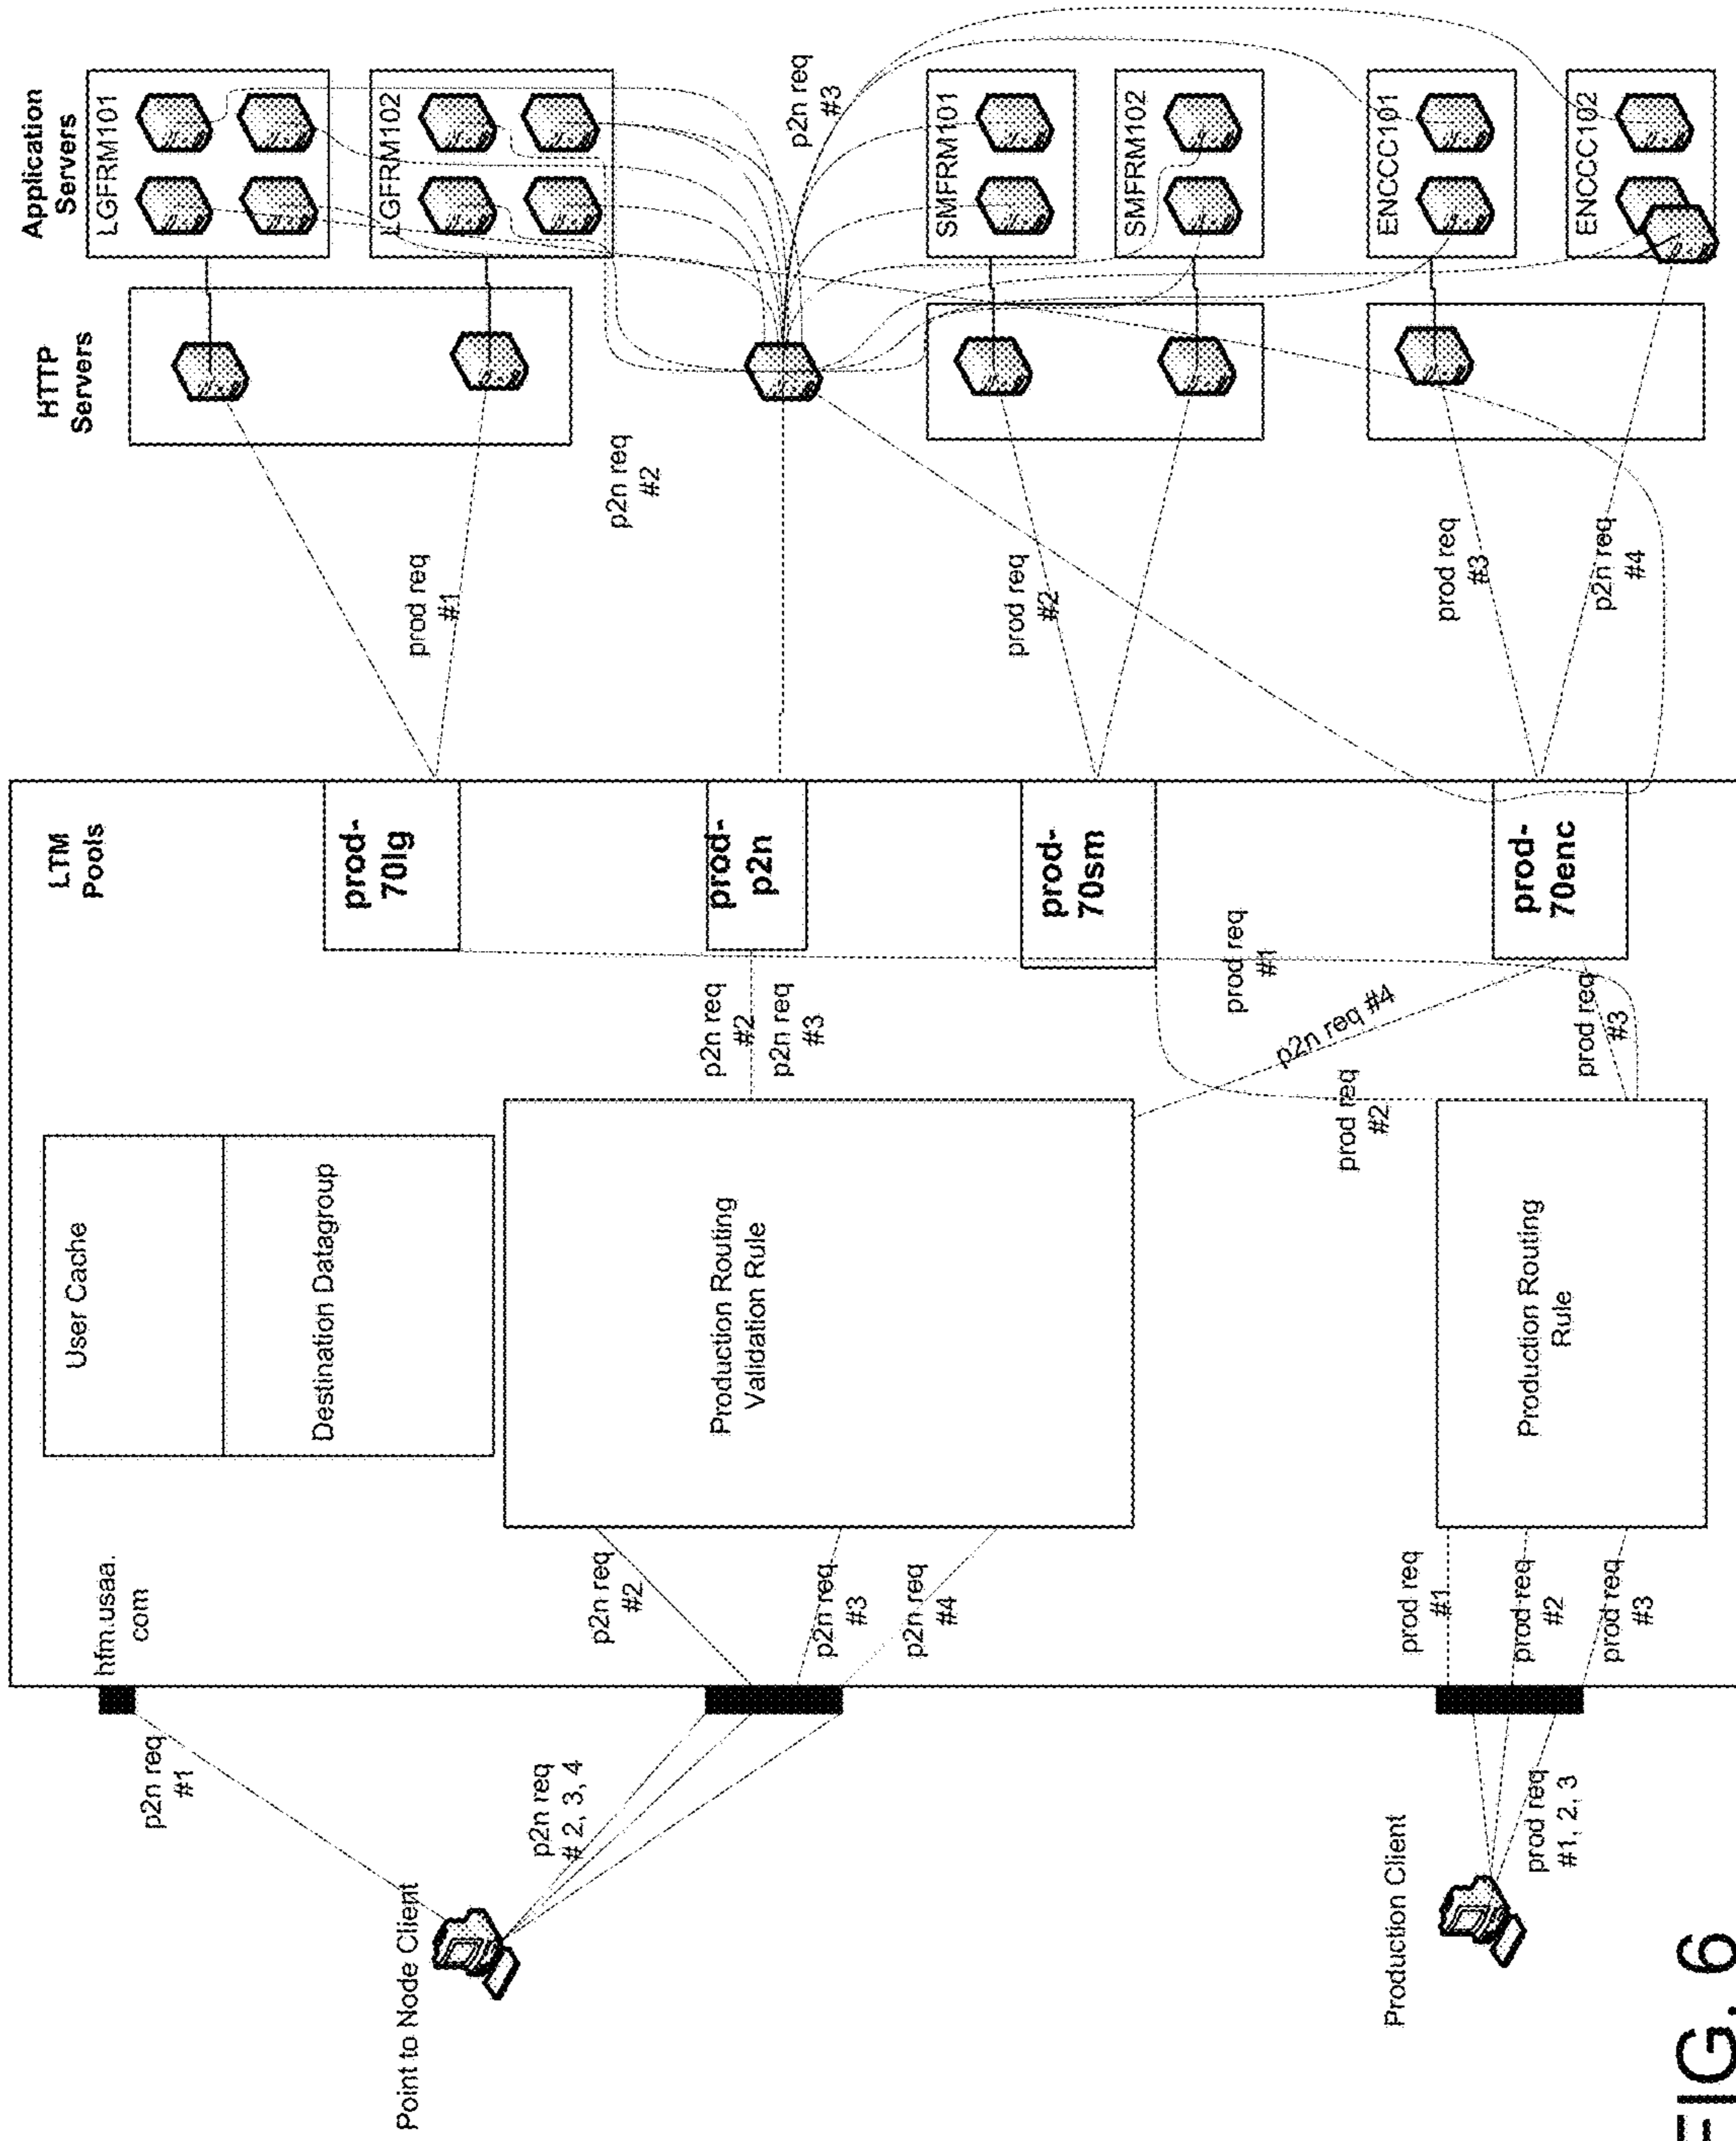 Application
Servers
HTTP
Servers
LGFRM101
LGFRM102
SMFRM101
SMFRM102
ENCCC101
ENCCC102
p2n req
#3
p2n req
#2
prod req
#1
prod req
#2
prod req
#3
p2n req
#4
LTM
Pools
prod-
70lg
prod-
p2n
prod-
70sm
prod-
70enc
p2n req
#2
p2n req
#3
prod req
#1
p2n req #4
prod req
#2
prod req
#3
User Cache
Destination Datagroup
Production Routing
Validation Rule
Production Routing
Rule
hfm.usaa.
com
p2n req
#2
p2n req
#3
p2n req
#4
prod req
#1
prod req
#2
prod req
#3
p2n req
#1
p2n req
# 2, 3, 4
prod req
#1, 2, 3
Point to Node Client
Production Client
FIG. 6